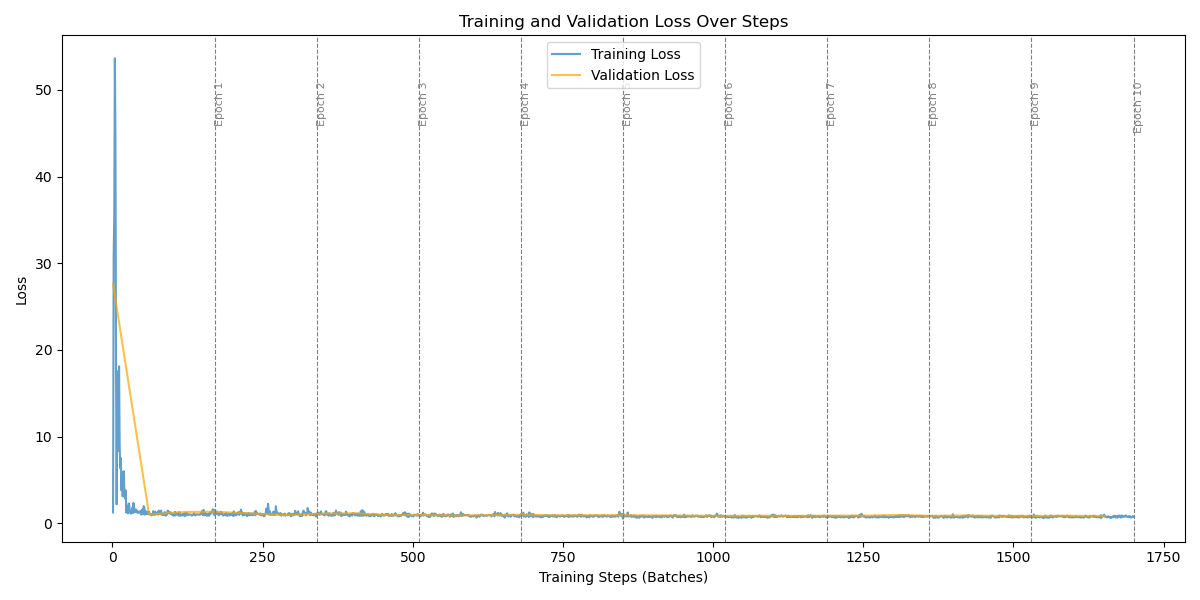 Training and Validation Loss Over Steps
Training Loss
Validation Loss
Epoch 1
Epoch 2
Epoch 3
Epoch 4
Epoch
Epoch 6
Epoch 7
Epoch 8
Epoch 9
Epoch 10
Loss
50
40
30
20
10
0
0
250
500
750
1000
1250
1500
1750
Training Steps (Batches)